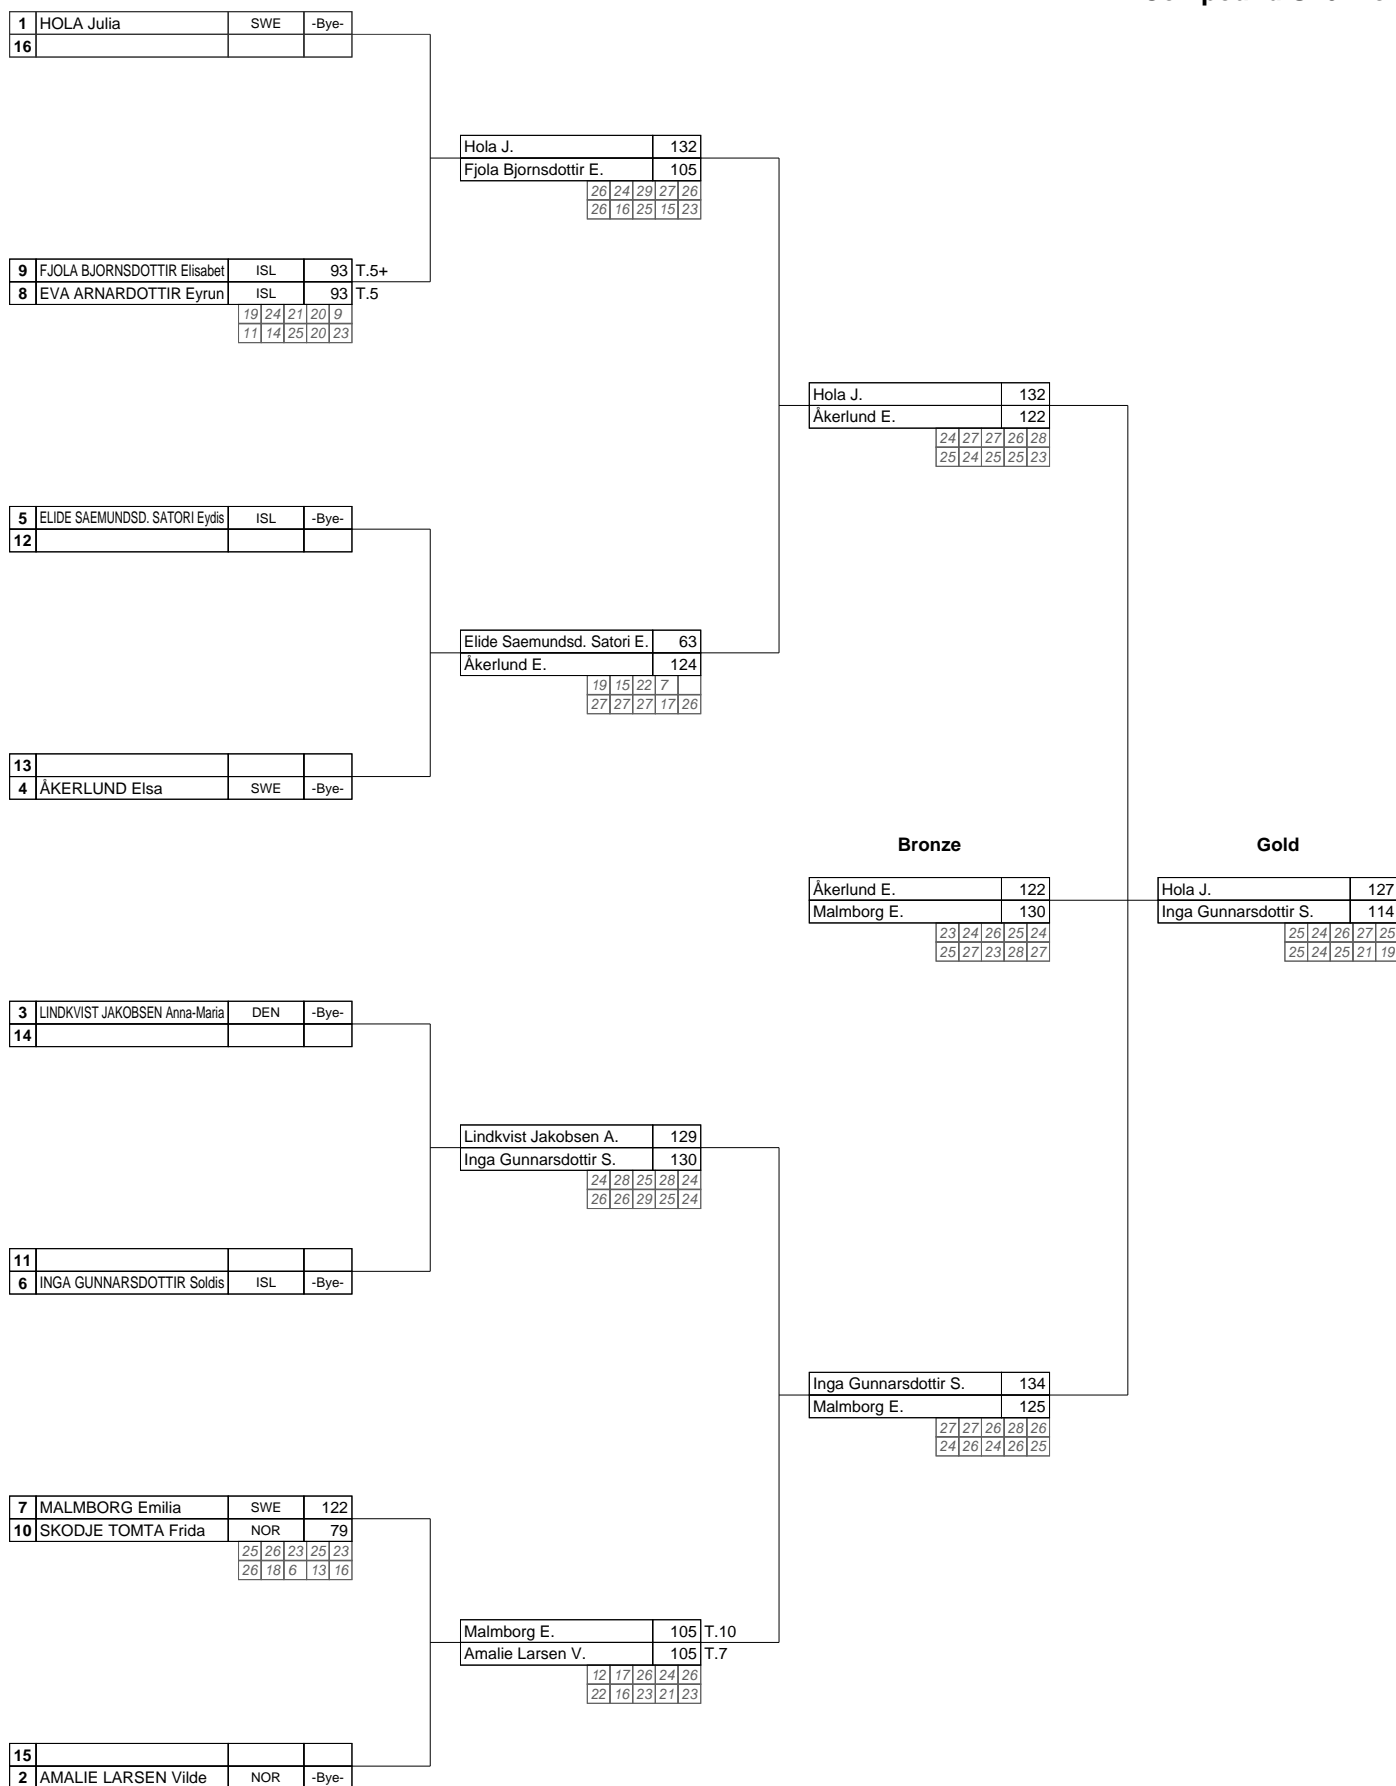 1 HOLA Julia SWE -Bye-
16
Hola J. 132
Fjola Bjornsdottir E. 105
26 24 29 27 26
26 16 25 15 23
9 FJOLA BJORNSDOTTIR Elisabet ISL 93 T.5+
8 EVA ARNARDOTTIR Eyrun ISL 93 T.5
19 24 21 20 9
11 14 25 20 23
Hola J. 132
Åkerlund E. 122
24 27 27 26 28
25 24 25 25 23
5 ELIDE SAEMUNDSD. SATORI Eydis ISL -Bye-
12
Elide Saemundsd. Satori E. 63
Åkerlund E. 124
19 15 22 7
27 27 27 17 26
13
4 ÅKERLUND Elsa SWE -Bye-
Bronze
Åkerlund E. 122
Malmborg E. 130
23 24 26 25 24
25 27 23 28 27
Gold
Hola J. 127
Inga Gunnarsdottir S. 114
25 24 26 27 25
25 24 25 21 19
3 LINDKVIST JAKOBSEN Anna-Maria DEN -Bye-
14
Lindkvist Jakobsen A. 129
Inga Gunnarsdottir S. 130
24 28 25 28 24
26 26 29 25 24
11
6 INGA GUNNARSDOTTIR Soldis ISL -Bye-
Inga Gunnarsdottir S. 134
Malmborg E. 125
27 27 26 28 26
24 26 24 26 25
7 MALMBORG Emilia SWE 122
10 SKODJE TOMTA Frida NOR 79
25 26 23 25 23
26 18 6 13 16
Malmborg E. 105 T.10
Amalie Larsen V. 105 T.7
12 17 26 24 26
22 16 23 21 23
15
2 AMALIE LARSEN Vilde NOR -Bye-